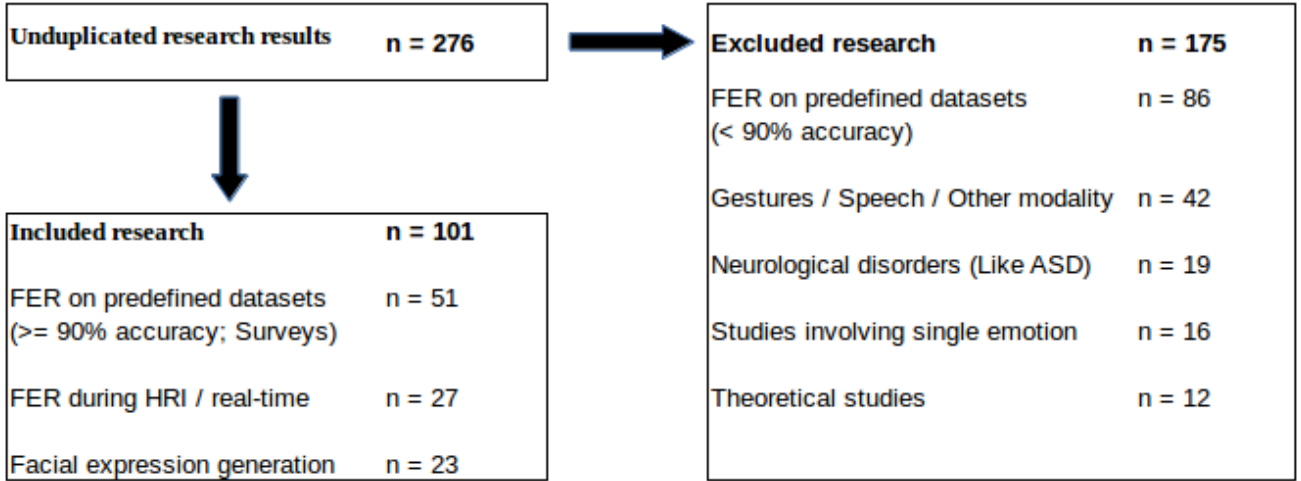 Unduplicated research results n = 276
Included research n = 101
FER on predefined datasets n = 51
(>= 90% accuracy; Surveys)
FER during HRI / real-time n = 27
Facial expression generation n = 23
Excluded research n = 175
FER on predefined datasets n = 86
(< 90% accuracy)
Gestures / Speech / Other modality n = 42
Neurological disorders (Like ASD) n = 19
Studies involving single emotion n = 16
Theoretical studies n = 12